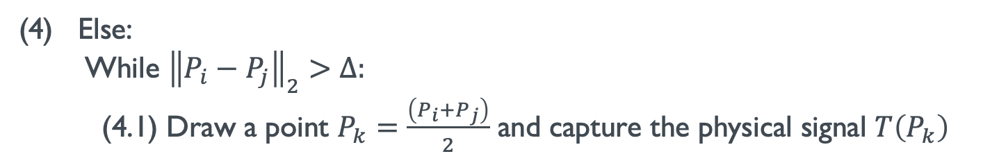 (4) Else:
While ‖Pᵢ − Pⱼ‖₂ > Δ:
(4.1) Draw a point Pₖ = (Pᵢ+Pⱼ)/2 and capture the physical signal T(Pₖ)